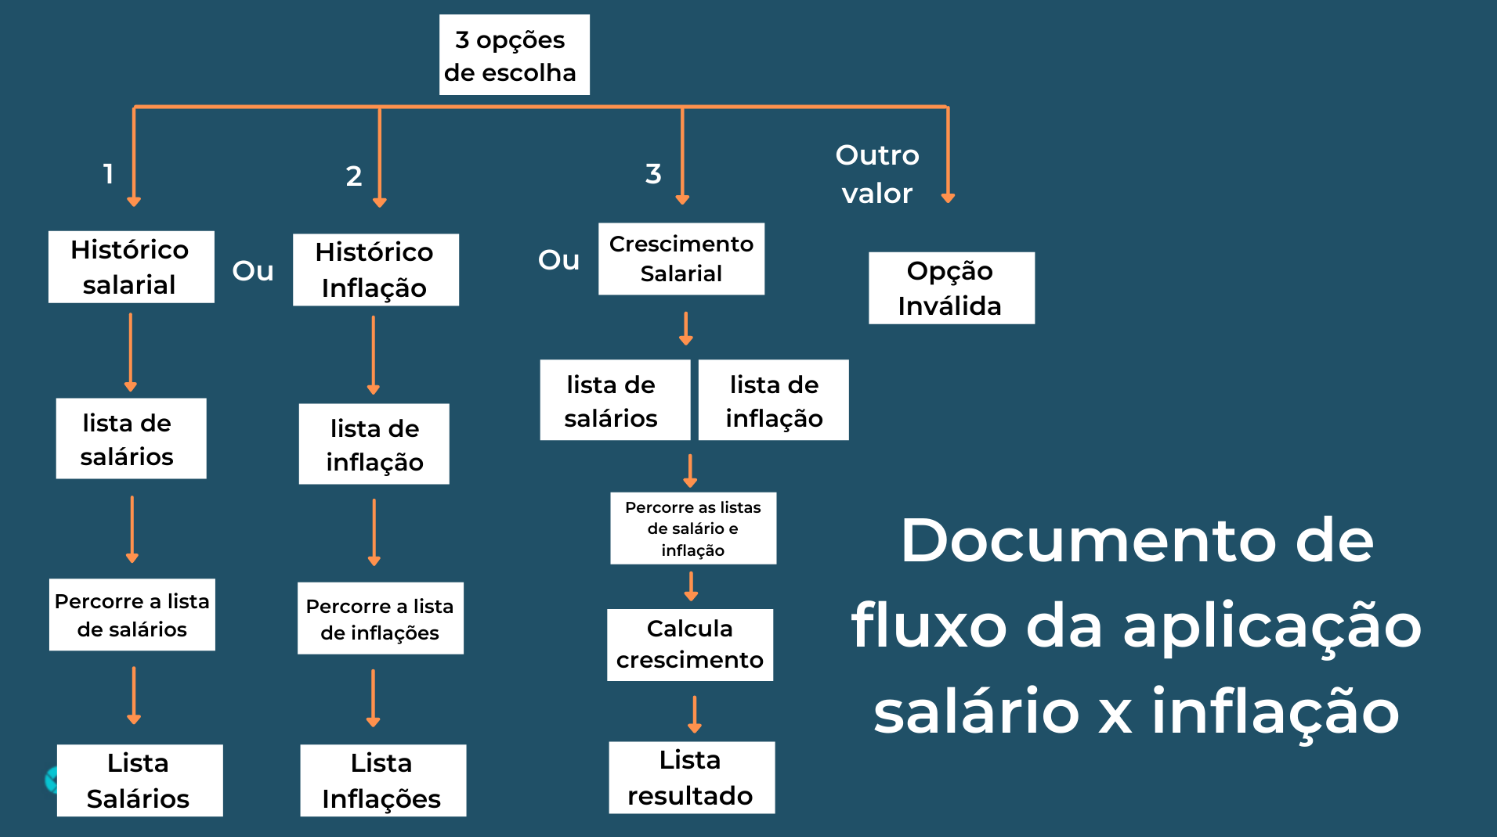 3 opções
de escolha
1
2
3
Outro
valor
Histórico
salarial
Ou
Histórico
Inflação
Ou
Crescimento
Salarial
Opção
Inválida
lista de
salários
lista de
inflação
lista de
salários
lista de
inflação
Percorre a lista
de salários
Percorre a lista
de inflações
Percorre as listas
de salário e
inflação
Calcula
crescimento
Lista
Salários
Lista
Inflações
Lista
resultado
Documento de
fluxo da aplicação
salário x inflação